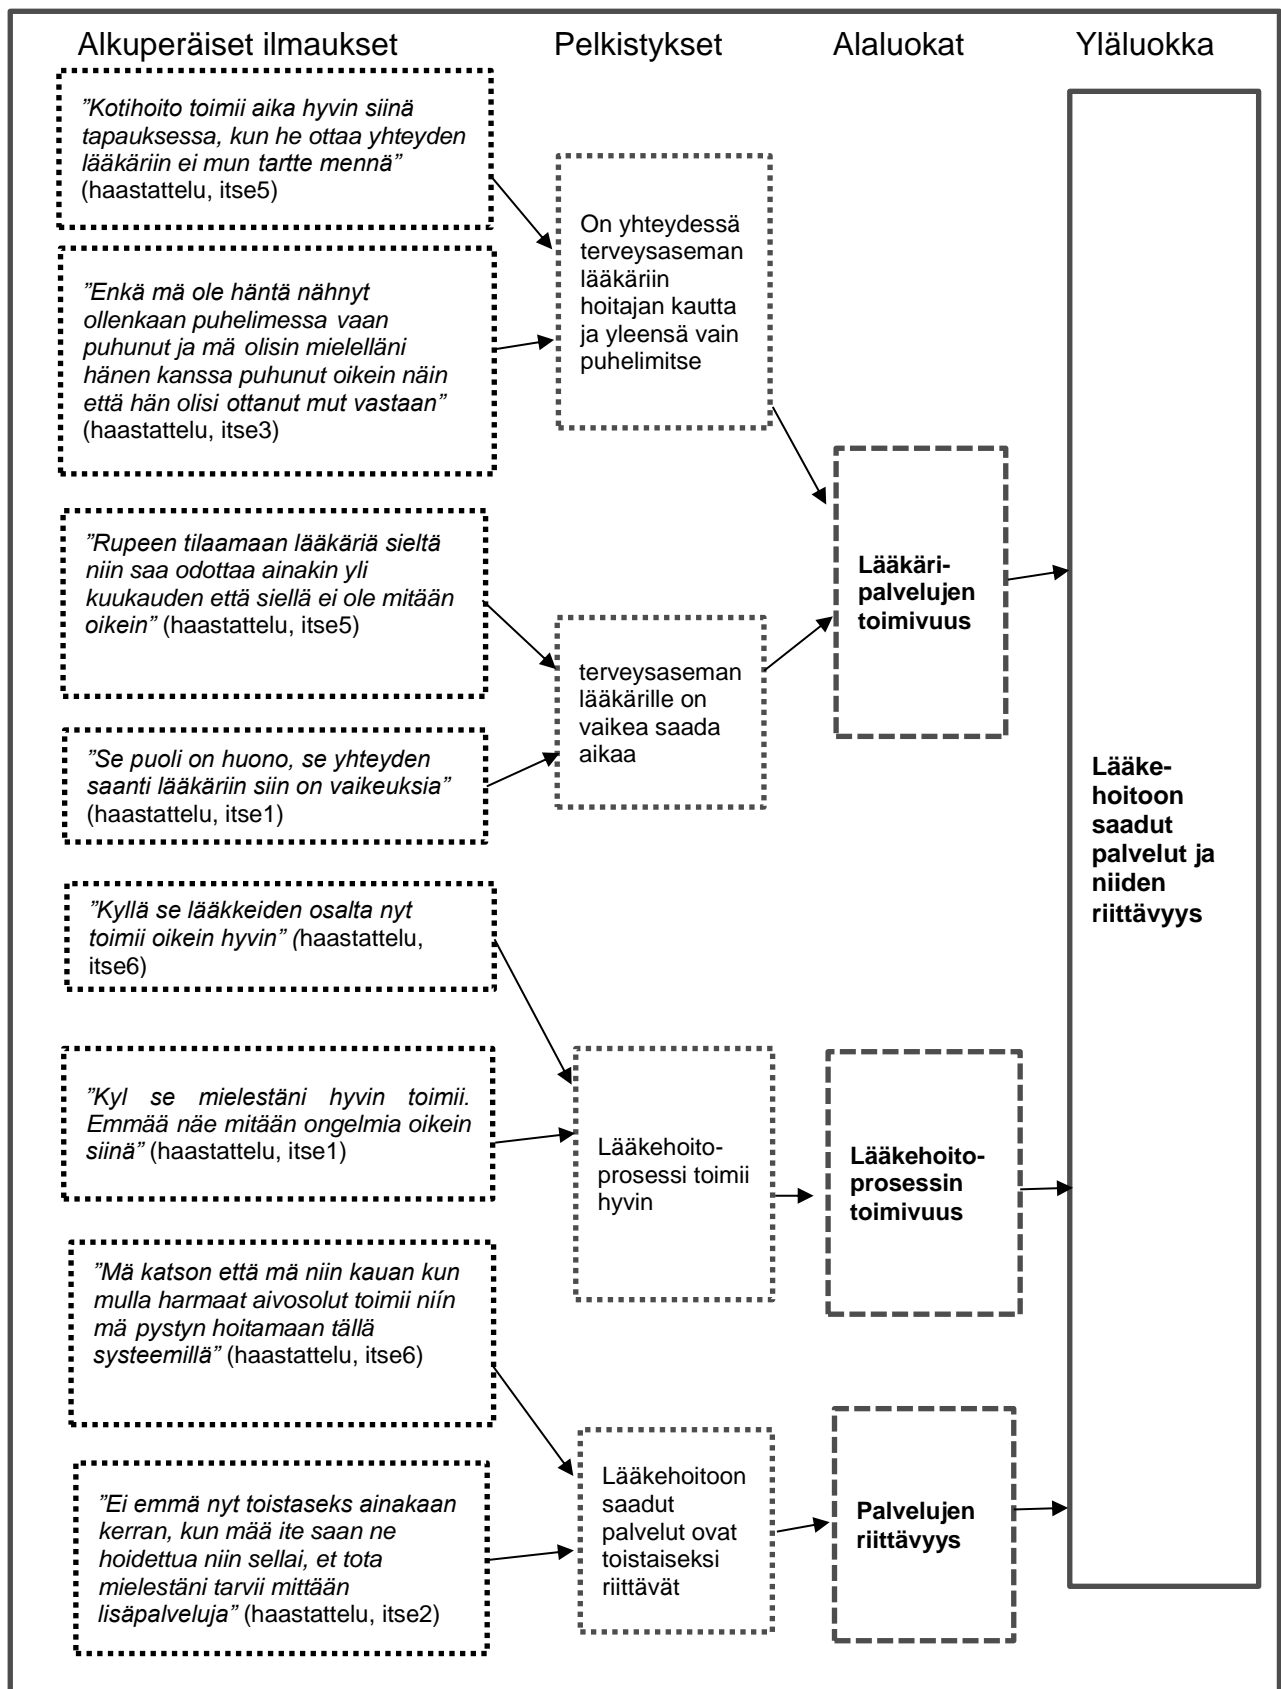 Alkuperäiset ilmaukset
Pelkistykset
Alaluokat
Yläluokka
”Kotihoito toimii aika hyvin siinä
tapauksessa, kun he ottaa yhteyden
lääkäriin ei mun tartte mennä”
(haastattelu, itse5)
”Enkä mä ole häntä nähnyt
ollenkaan puhelimessa vaan
puhunut ja mä olisin mielelläni
hänen kanssa puhunut oikein näin
että hän olisi ottanut mut vastaan”
(haastattelu, itse3)
”Rupeen tilaamaan lääkäriä sieltä
niin saa odottaa ainakin yli
kuukauden että siellä ei ole mitään
oikein” (haastattelu, itse5)
”Se puoli on huono, se yhteyden
saanti lääkäriin siin on vaikeuksia”
(haastattelu, itse1)
”Kyllä se lääkkeiden osalta nyt
toimii oikein hyvin” (haastattelu,
itse6)
”Kyl se mielestäni hyvin toimii.
Emmää näe mitään ongelmia oikein
siinä” (haastattelu, itse1)
”Mä katson että mä niin kauan kun
mulla harmaat aivosolut toimii niín
mä pystyn hoitamaan tällä
systeemillä” (haastattelu, itse6)
”Ei emmä nyt toistaseks ainakaan
kerran, kun mää ite saan ne
hoidettua niin sellai, et tota
mielestäni tarvii mittään
lisäpalveluja” (haastattelu, itse2)
On yhteydessä
terveysaseman
lääkäriin
hoitajan kautta
ja yleensä vain
puhelimitse
terveysaseman
lääkärille on
vaikea saada
aikaa
Lääkehoito-
prosessi toimii
hyvin
Lääkehoitoon
saadut
palvelut ovat
toistaiseksi
riittävät
Lääkäri-
palvelujen
toimivuus
Lääkehoito-
prosessin
toimivuus
Palvelujen
riittävyys
Lääke-
hoitoon
saadut
palvelut ja
niiden
riittävyys